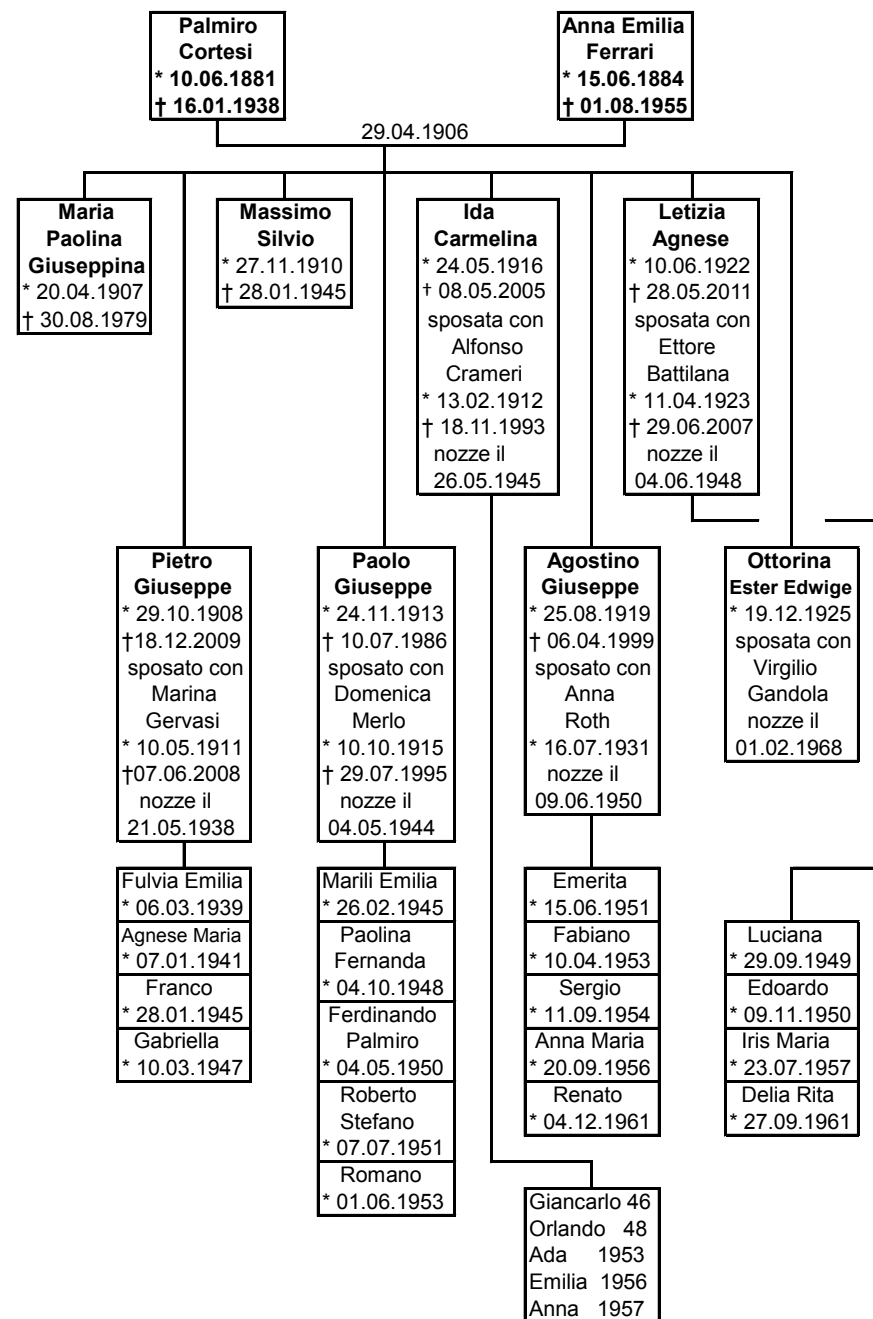 Palmiro
Cortesi
* 10.06.1881
† 16.01.1938
Anna Emilia
Ferrari
* 15.06.1884
† 01.08.1955
29.04.1906
Maria
Paolina
Giuseppina
* 20.04.1907
† 30.08.1979
Massimo
Silvio
* 27.11.1910
† 28.01.1945
Ida
Carmelina
* 24.05.1916
† 08.05.2005
sposata con
Alfonso
Crameri
* 13.02.1912
† 18.11.1993
nozze il
26.05.1945
Letizia
Agnese
* 10.06.1922
† 28.05.2011
sposata con
Ettore
Battilana
* 11.04.1923
† 29.06.2007
nozze il
04.06.1948
Pietro
Giuseppe
* 29.10.1908
†18.12.2009
sposato con
Marina
Gervasi
* 10.05.1911
†07.06.2008
nozze il
21.05.1938
Paolo
Giuseppe
* 24.11.1913
† 10.07.1986
sposato con
Domenica
Merlo
* 10.10.1915
† 29.07.1995
nozze il
04.05.1944
Agostino
Giuseppe
* 25.08.1919
† 06.04.1999
sposato con
Anna
Roth
* 16.07.1931
nozze il
09.06.1950
Ottorina
Ester Edwige
* 19.12.1925
sposata con
Virgilio
Gandola
nozze il
01.02.1968
Fulvia Emilia
* 06.03.1939
Agnese Maria
* 07.01.1941
Franco
* 28.01.1945
Gabriella
* 10.03.1947
Marili Emilia
* 26.02.1945
Paolina
Fernanda
* 04.10.1948
Ferdinando
Palmiro
* 04.05.1950
Roberto
Stefano
* 07.07.1951
Romano
* 01.06.1953
Emerita
* 15.06.1951
Fabiano
* 10.04.1953
Sergio
* 11.09.1954
Anna Maria
* 20.09.1956
Renato
* 04.12.1961
Luciana
* 29.09.1949
Edoardo
* 09.11.1950
Iris Maria
* 23.07.1957
Delia Rita
* 27.09.1961
Giancarlo 46
Orlando 48
Ada 1953
Emilia 1956
Anna 1957